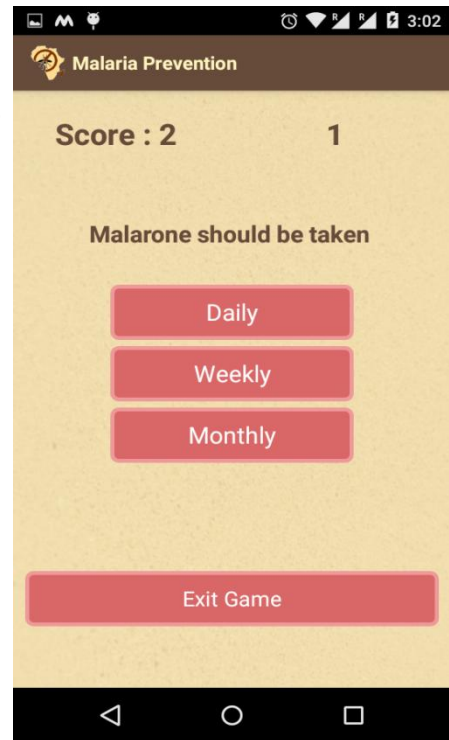 R R 3:02
Malaria Prevention
Score : 2 1
Malarone should be taken
Daily
Weekly
Monthly
Exit Game